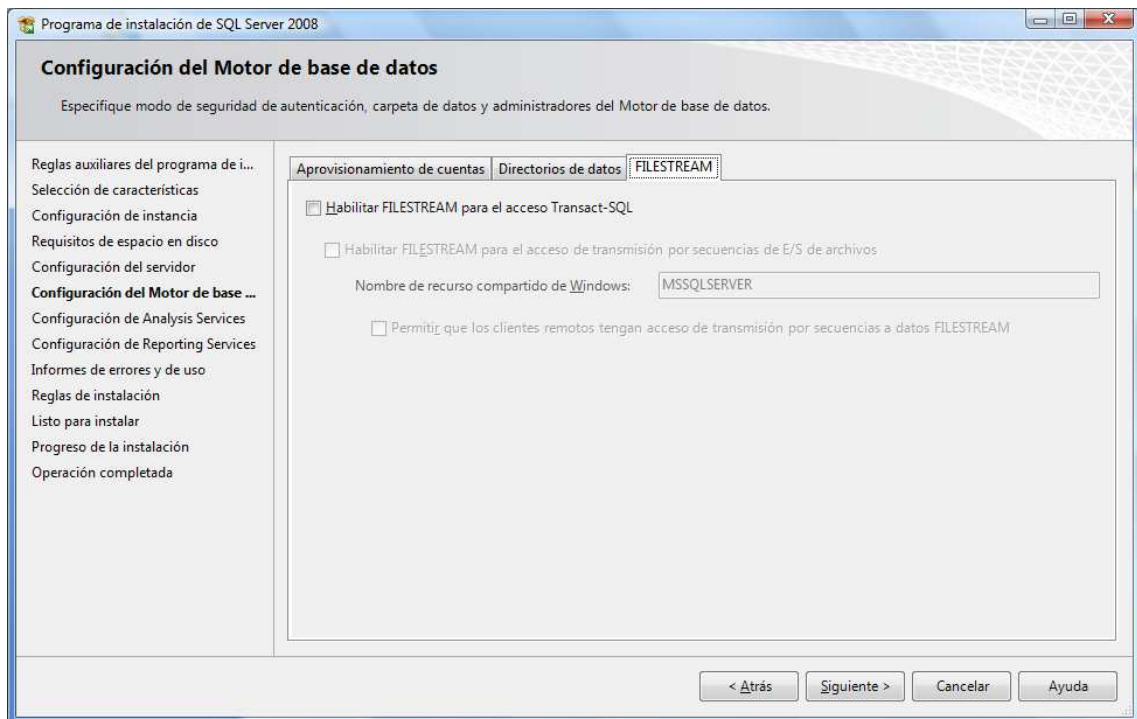 Programa de instalación de SQL Server 2008
Configuración del Motor de base de datos
Especifique modo de seguridad de autenticación, carpeta de datos y administradores del Motor de base de datos.
Reglas auxiliares del programa de i...
Selección de características
Configuración de instancia
Requisitos de espacio en disco
Configuración del servidor
Configuración del Motor de base ...
Configuración de Analysis Services
Configuración de Reporting Services
Informes de errores y de uso
Reglas de instalación
Listo para instalar
Progreso de la instalación
Operación completada
Aprovisionamiento de cuentas Directorios de datos FILESTREAM
Habilitar FILESTREAM para el acceso Transact-SQL
Habilitar FILESTREAM para el acceso de transmisión por secuencias de E/S de archivos
Nombre de recurso compartido de Windows: MSSQLSERVER
Permitir que los clientes remotos tengan acceso de transmisión por secuencias a datos FILESTREAM
< Atrás Siguiente > Cancelar Ayuda